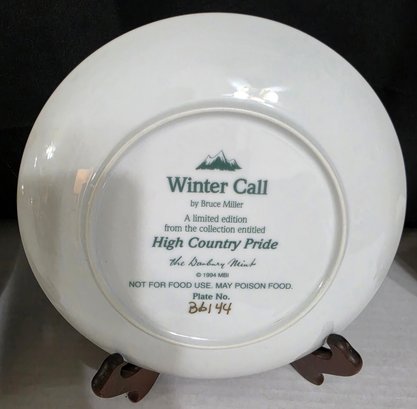 Winter Call
by Bruce Miller
A limited edition
from the collection entitled
High Country Pride
The Danbury Mint
© 1994 MBI
NOT FOR FOOD USE. MAY POISON FOOD.
Plate No.
B6144